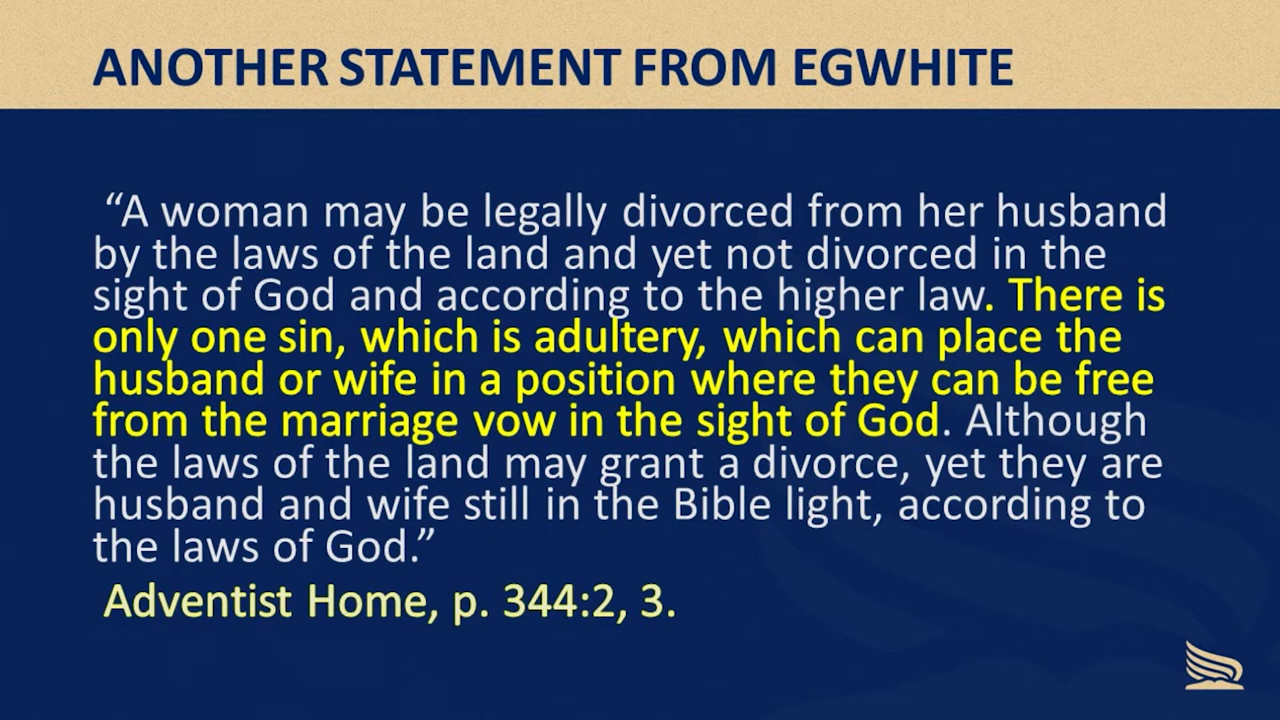 ANOTHER STATEMENT FROM EGWHITE
“A woman may be legally divorced from her husband
by the laws of the land and yet not divorced in the
sight of God and according to the higher law. There is
only one sin, which is adultery, which can place the
husband or wife in a position where they can be free
from the marriage vow in the sight of God. Although
the laws of the land may grant a divorce, yet they are
husband and wife still in the Bible light, according to
the laws of God.”
Adventist Home, p. 344:2, 3.